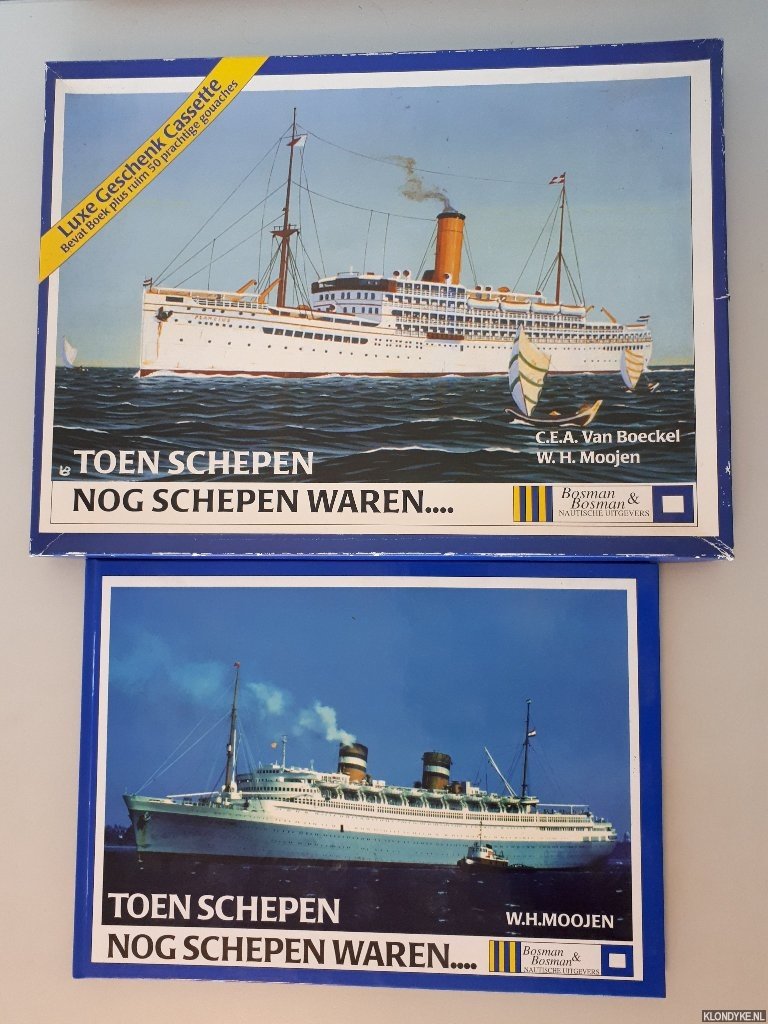 Luxe Geschenk Cassette
Bevat Boek plus ruim 50 prachtige gouaches
C.E.A. Van Boeckel
W. H. Moojen
TOEN SCHEPEN
NOG SCHEPEN WAREN....
Bosman &
Bosman
NAUTISCHE UITGEVERS
TOEN SCHEPEN
W.H.MOOJEN
NOG SCHEPEN WAREN....
Bosman &
Bosman
NAUTISCHE UITGEVERS
KLONDYKE.NL